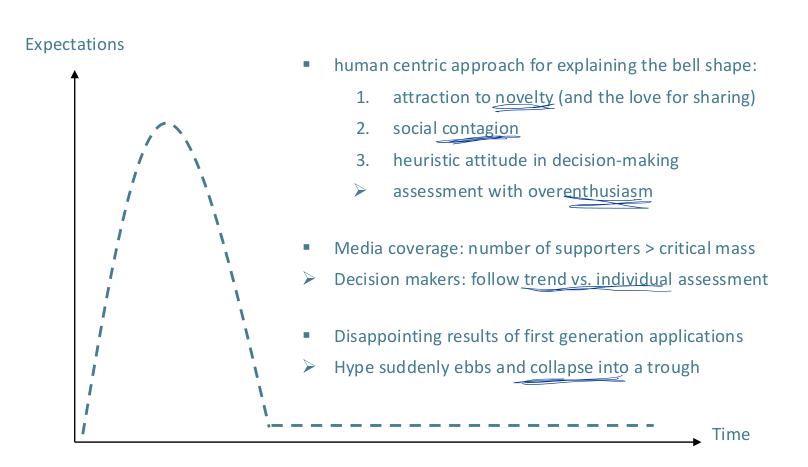 Expectations
▪ human centric approach for explaining the bell shape:
1. attraction to novelty (and the love for sharing)
2. social contagion
3. heuristic attitude in decision-making
➢ assessment with overenthusiasm
▪ Media coverage: number of supporters > critical mass
➢ Decision makers: follow trend vs. individual assessment
▪ Disappointing results of first generation applications
➢ Hype suddenly ebbs and collapse into a trough
Time